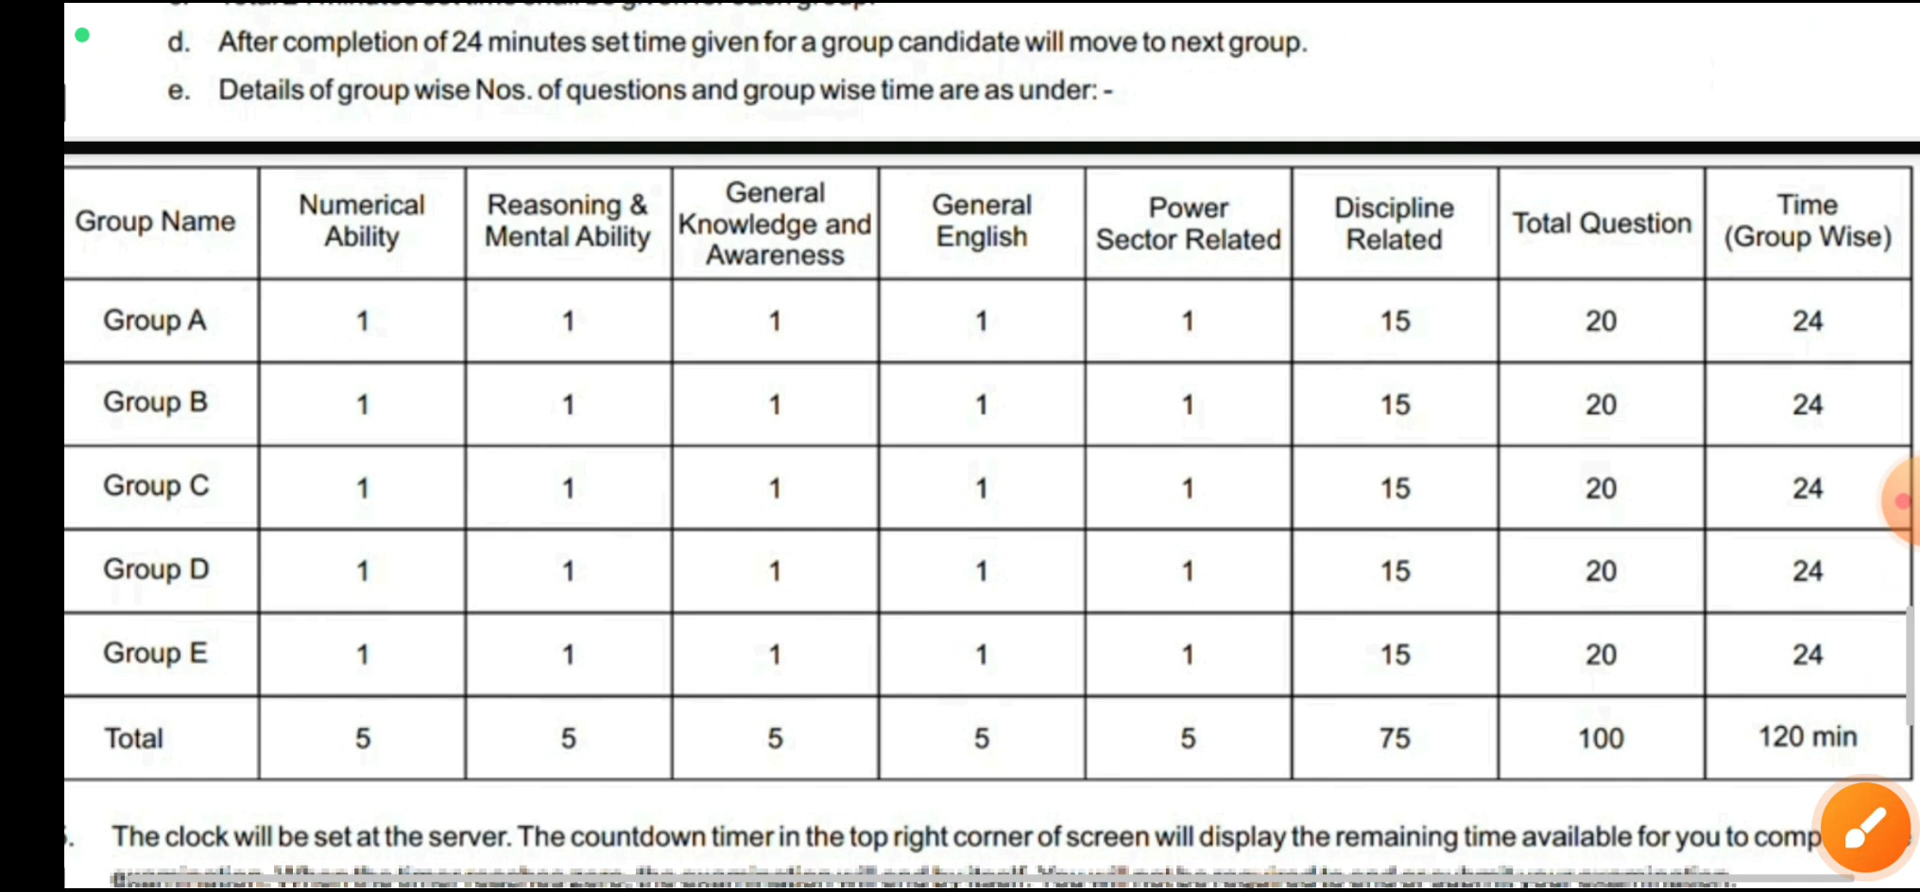 d. After completion of 24 minutes set time given for a group candidate will move to next group.
e. Details of group wise Nos. of questions and group wise time are as under: -
Group Name Numerical Ability Reasoning & Mental Ability General Knowledge and Awareness General English Power Sector Related Discipline Related Total Question Time (Group Wise)
Group A 1 1 1 1 1 15 20 24
Group B 1 1 1 1 1 15 20 24
Group C 1 1 1 1 1 15 20 24
Group D 1 1 1 1 1 15 20 24
Group E 1 1 1 1 1 15 20 24
Total 5 5 5 5 5 75 100 120 min
The clock will be set at the server. The countdown timer in the top right corner of screen will display the remaining time available for you to comp